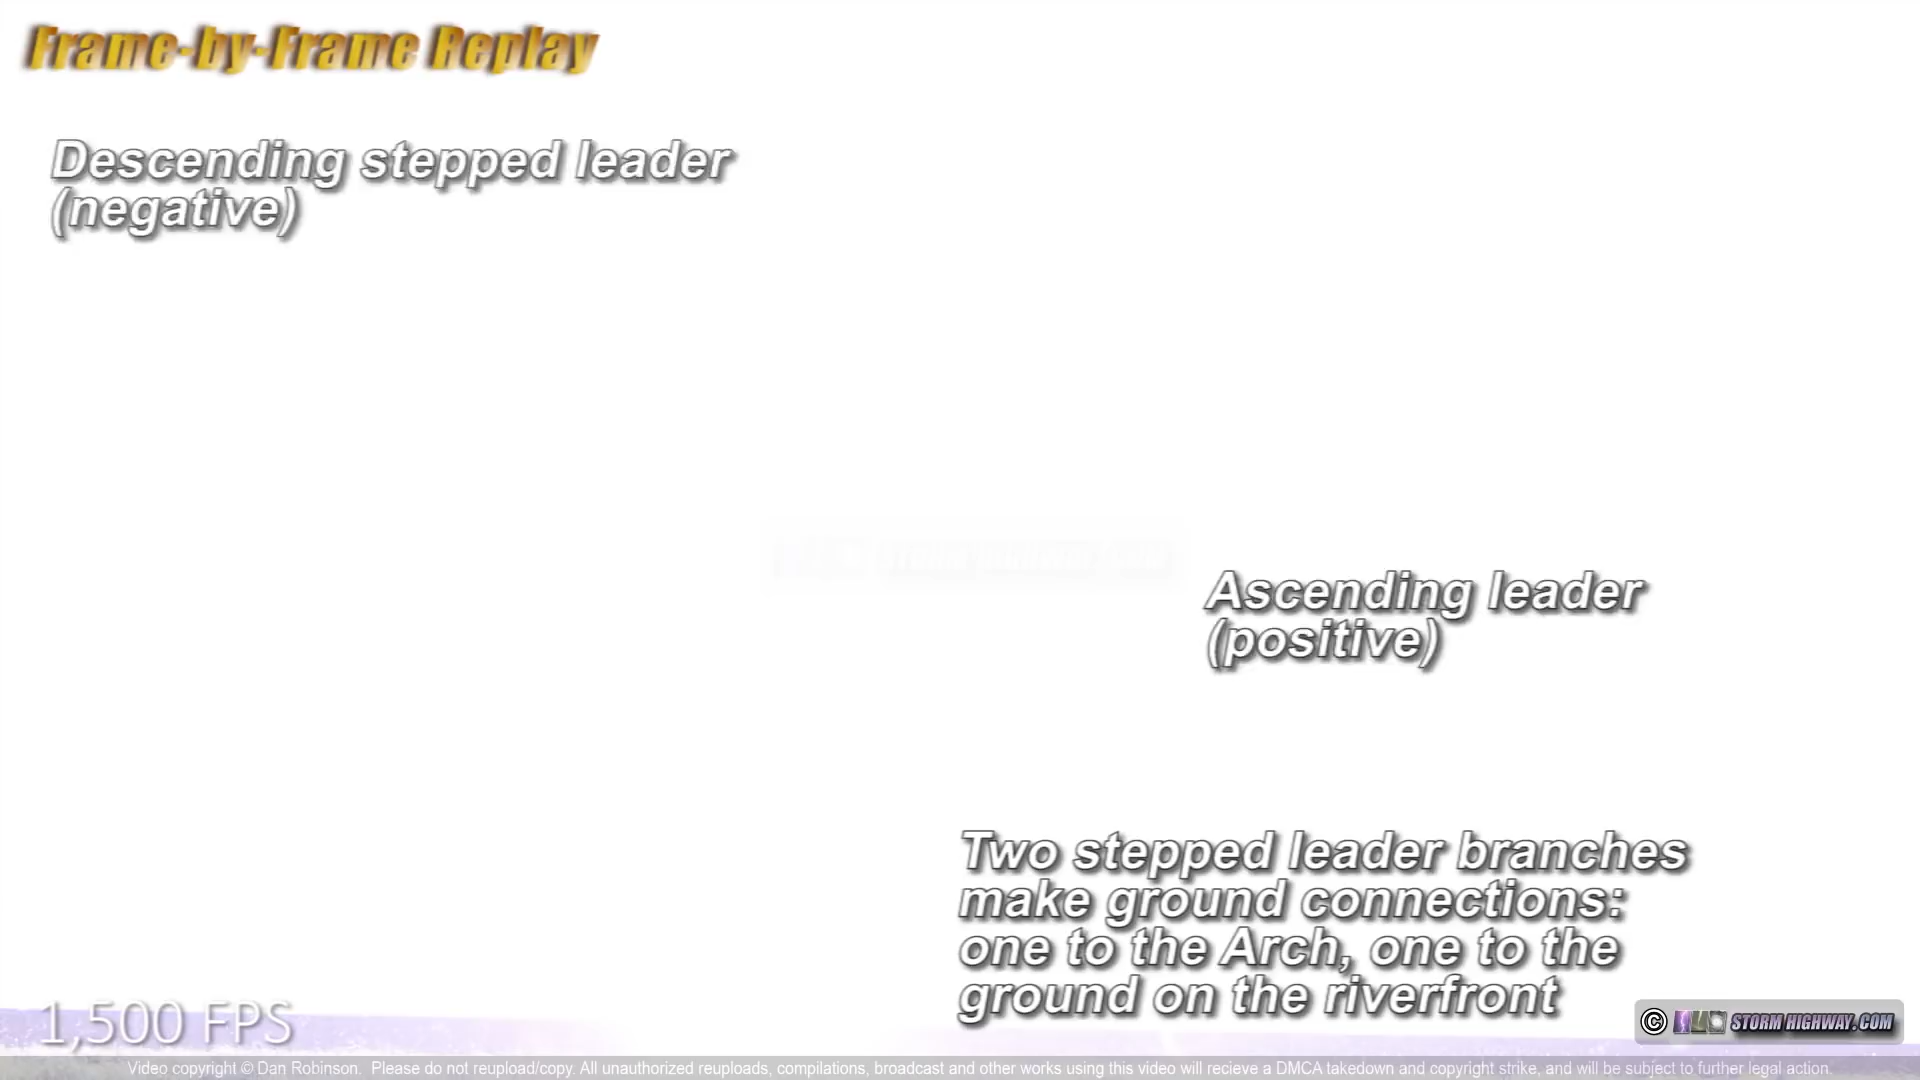 Frame-by-Frame Replay
Descending stepped leader
(negative)
Ascending leader
(positive)
Two stepped leader branches
make ground connections:
one to the Arch, one to the
ground on the riverfront
1,500 FPS
© STORM HIGHWAY.COM
Video copyright © Dan Robinson. Please do not reupload/copy. All unauthorized reuploads, compilations, broadcast and other works using this video will recieve a DMCA takedown and copyright strike, and will be subject to further legal action.